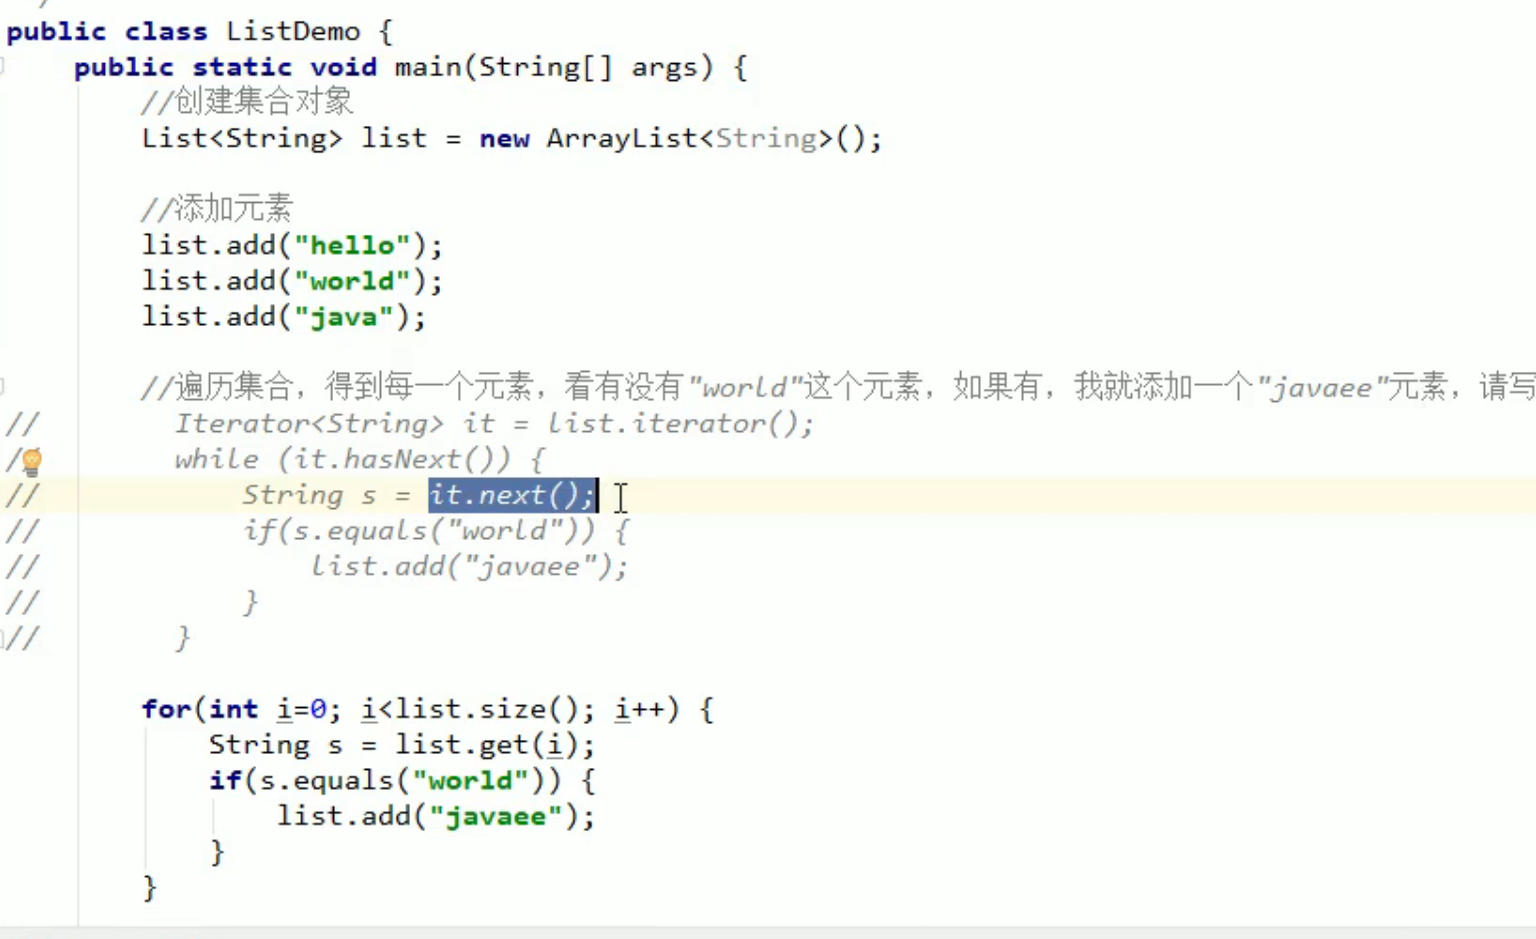 public class ListDemo {
public static void main(String[] args) {
//创建集合对象
List<String> list = new ArrayList<String>();
//添加元素
list.add("hello");
list.add("world");
list.add("java");
//遍历集合，得到每一个元素，看有没有"world"这个元素，如果有，我就添加一个"javaee"元素，请写
// Iterator<String> it = list.iterator();
/ while (it.hasNext()) {
// String s = it.next();
// if(s.equals("world")) {
// list.add("javaee");
// }
// }
for(int i=0; i<list.size(); i++) {
String s = list.get(i);
if(s.equals("world")) {
list.add("javaee");
}
}